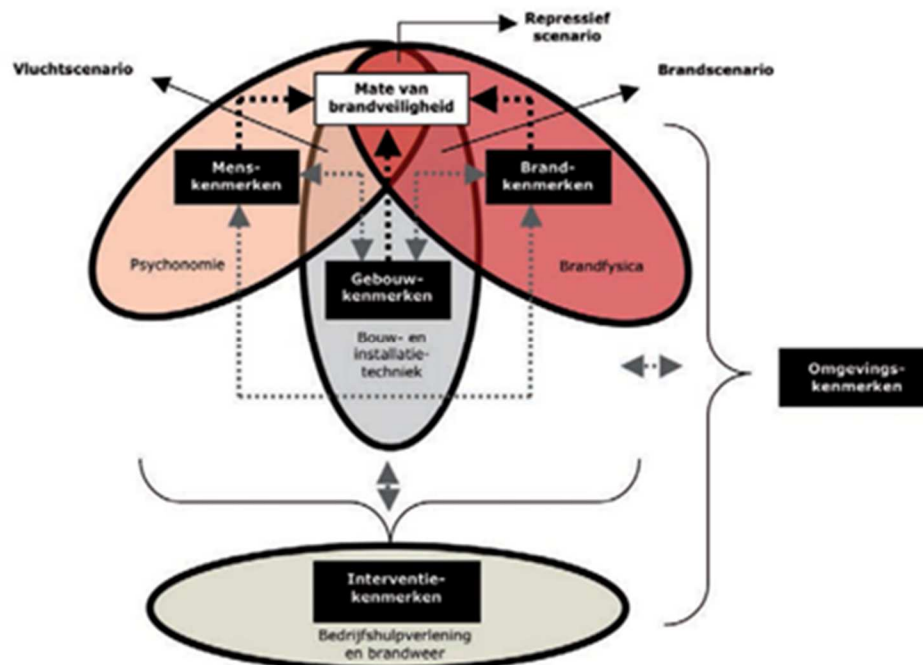 Repressief
scenario
Vluchtscenario
Brandscenario
Mate van
brandveiligheid
Mens-
kenmerken
Brand-
kenmerken
Psychonomie
Brandfysica
Gebouw-
kenmerken
Bouw- en
installatie-
techniek
Omgevings-
kenmerken
Interventie-
kenmerken
Bedrijfshulpverlening
en brandweer